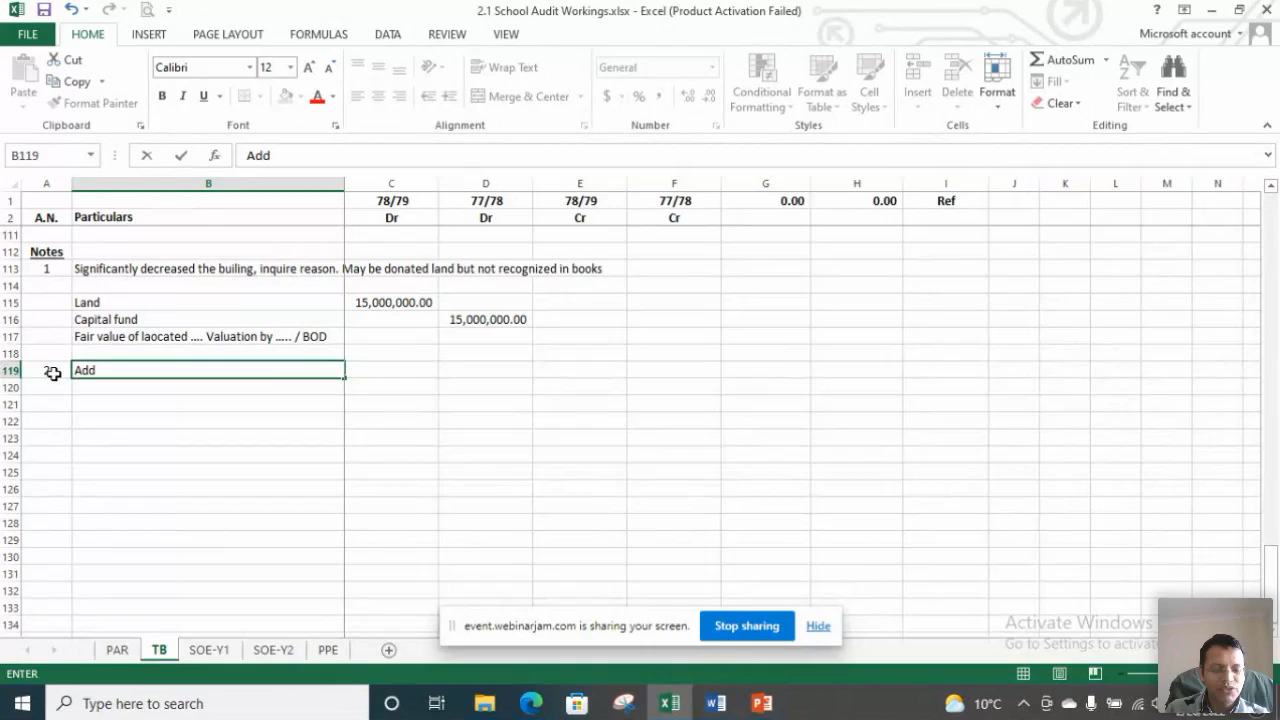 2.1 School Audit Workings.xlsx - Excel (Product Activation Failed)
FILE HOME INSERT PAGE LAYOUT FORMULAS DATA REVIEW VIEW Microsoft account
Paste Cut Copy Format Painter
Calibri 12 Wrap Text General
B I U A Merge & Center $ % ,
Conditional Formatting Format as Table Cell Styles Insert Delete Format
AutoSum Fill Clear Sort & Filter Find & Select
Clipboard Font Alignment Number Styles Cells Editing
B119 fx Add
A B C D E F G H I J K L M N
1 78/79 77/78 78/79 77/78 0.00 0.00 Ref
2 A.N. Particulars Dr Dr Cr Cr
111
112 Notes
113 1 Significantly decreased the builing, inquire reason. May be donated land but not recognized in books
114
115 Land 15,000,000.00
116 Capital fund 15,000,000.00
117 Fair value of laocated .... Valuation by ..... / BOD
118
119 2 Add
120
121
122
123
124
125
126
127
128
129
130
131
132
133
134
event.webinarjam.com is sharing your screen. Stop sharing Hide
Activate Windows
Go to Settings to activate
PAR TB SOE-Y1 SOE-Y2 PPE
ENTER
Type here to search 10°C